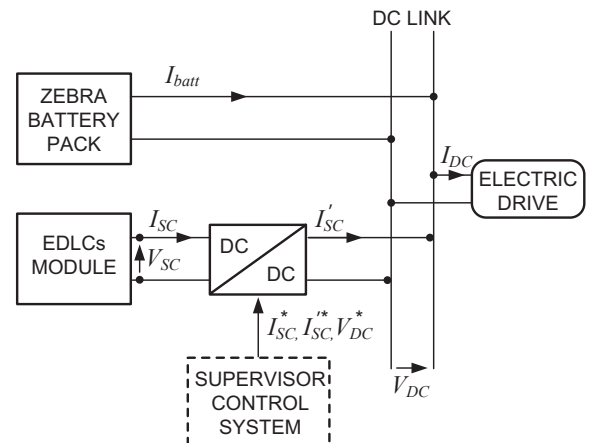 DC LINK
ZEBRA
BATTERY
PACK
I_batt
I_DC
ELECTRIC
DRIVE
EDLCs
MODULE
I_SC
V_SC
DC
DC
I'_SC
I*_SC, I'*_SC, V*_DC
SUPERVISOR
CONTROL
SYSTEM
V_DC